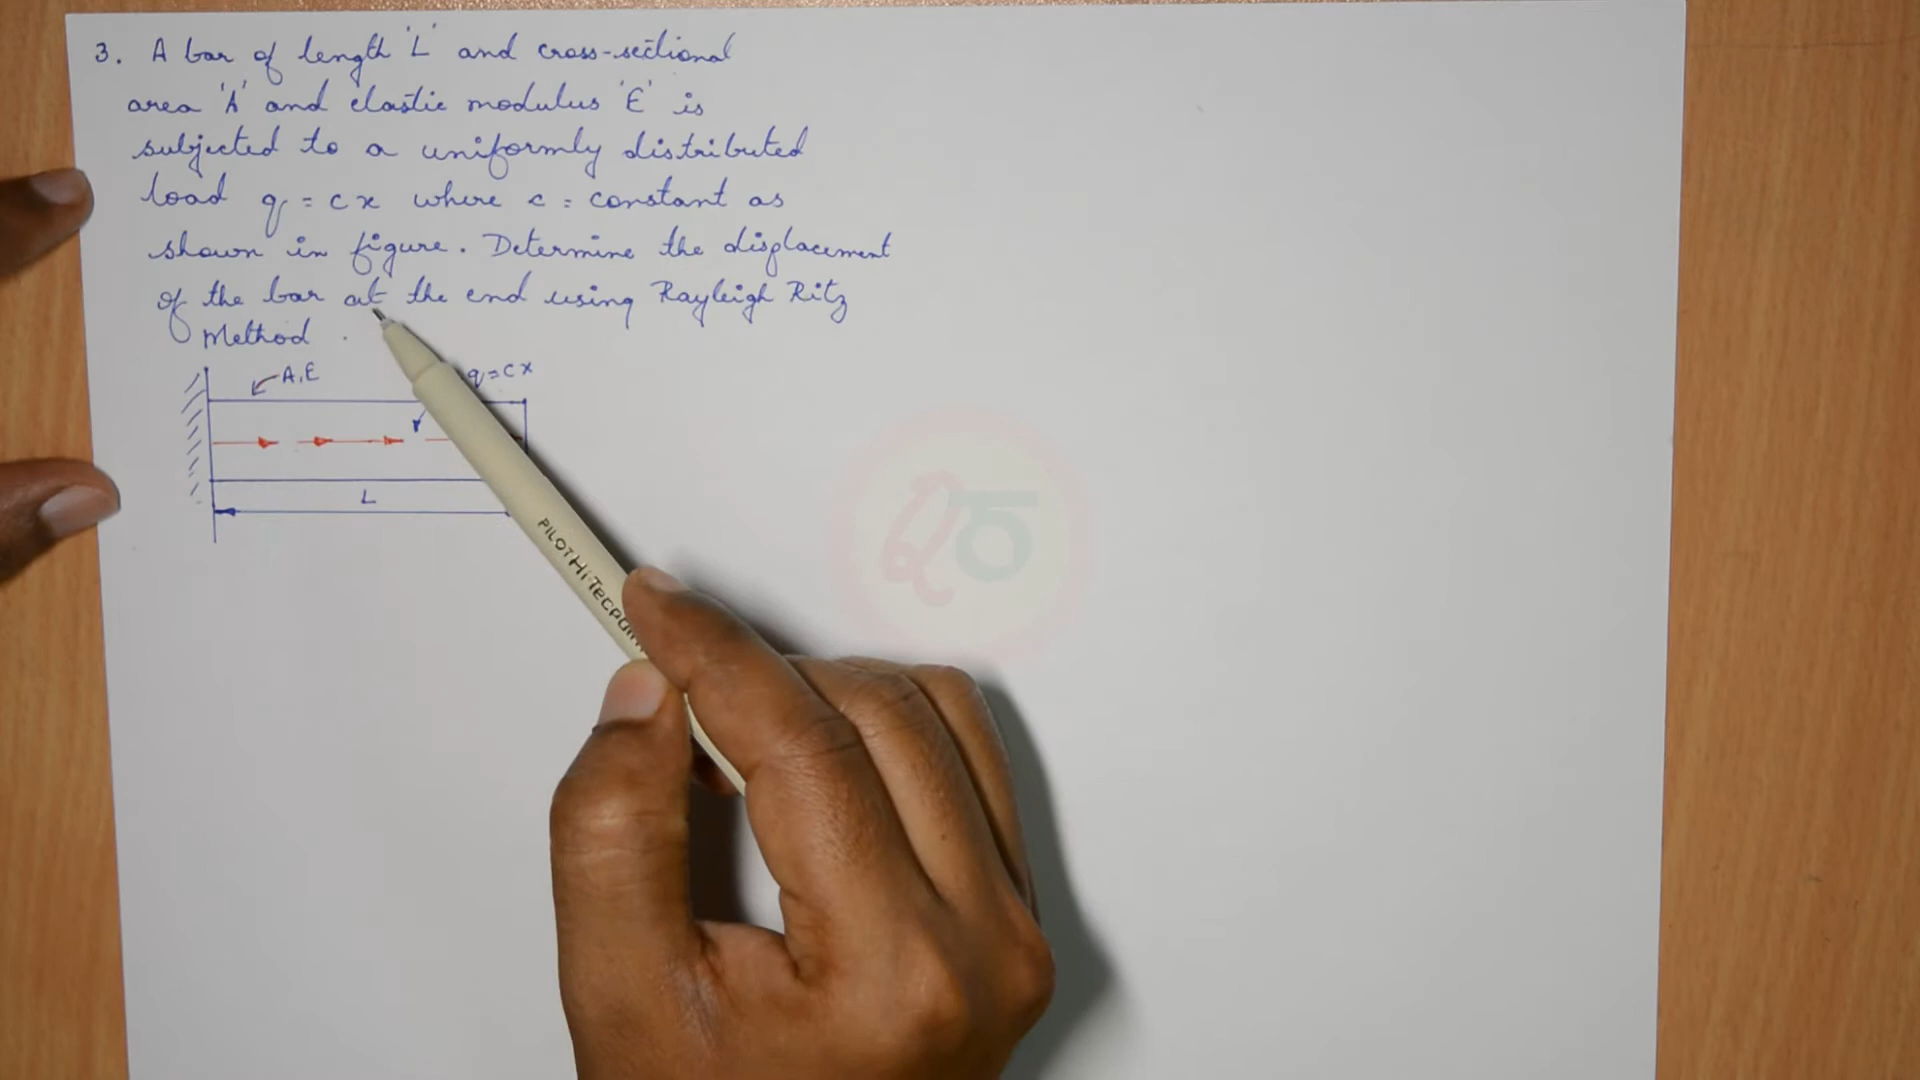 3. A bar of length 'L' and cross-sectional
area 'A' and elastic modulus 'E' is
subjected to a uniformly distributed
load q = cx where c = constant as
shown in figure. Determine the displacement
of the bar at the end using Rayleigh Ritz
Method.
A, E
q = cx
L
PILOT HI-TECPOINT